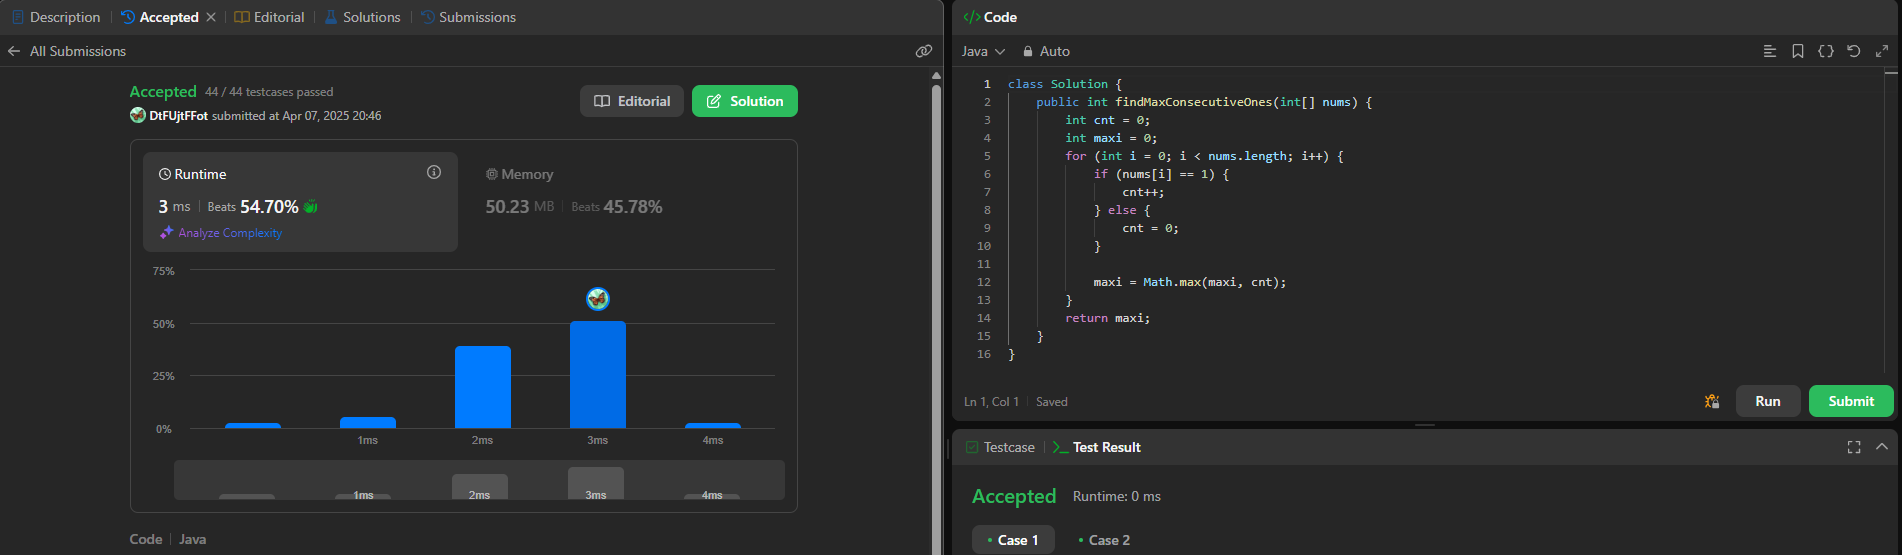 Description | Accepted | Editorial | Solutions | Submissions
All Submissions
Accepted 44 / 44 testcases passed
DtFUjtFFot submitted at Apr 07, 2025 20:46
Editorial
Solution
Runtime
3 ms | Beats 54.70%
Analyze Complexity
Memory
50.23 MB | Beats 45.78%
75%
50%
25%
0%
1ms 2ms 3ms 4ms
1ms 2ms 3ms 4ms
Code | Java
</> Code
Java Auto
1 class Solution {
2     public int findMaxConsecutiveOnes(int[] nums) {
3         int cnt = 0;
4         int maxi = 0;
5         for (int i = 0; i < nums.length; i++) {
6             if (nums[i] == 1) {
7                 cnt++;
8             } else {
9                 cnt = 0;
10             }
11
12             maxi = Math.max(maxi, cnt);
13         }
14         return maxi;
15     }
16 }
Ln 1, Col 1 | Saved
Run
Submit
Testcase | >_ Test Result
Accepted Runtime: 0 ms
• Case 1 • Case 2